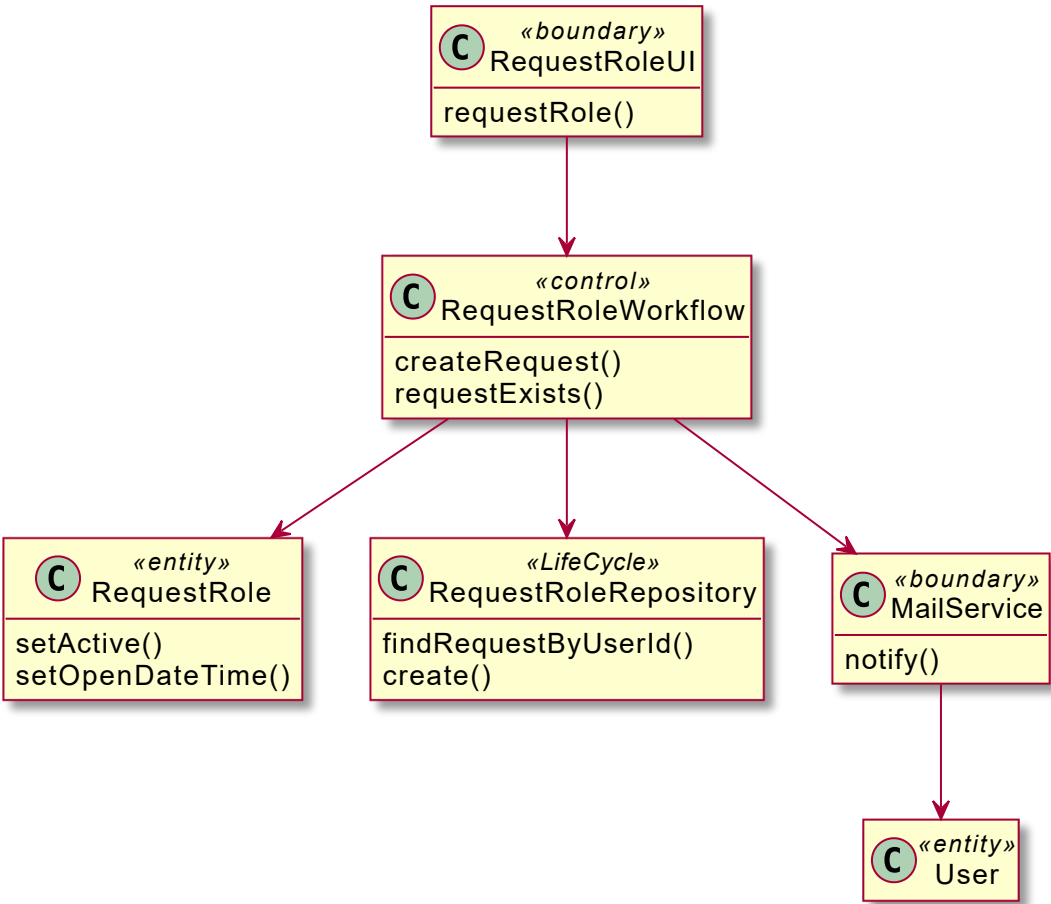 C
«boundary»
RequestRoleUI
requestRole()
C
«control»
RequestRoleWorkflow
createRequest()
requestExists()
C
«entity»
RequestRole
setActive()
setOpenDateTime()
C
«LifeCycle»
RequestRoleRepository
findRequestByUserId()
create()
C
«boundary»
MailService
notify()
C
«entity»
User